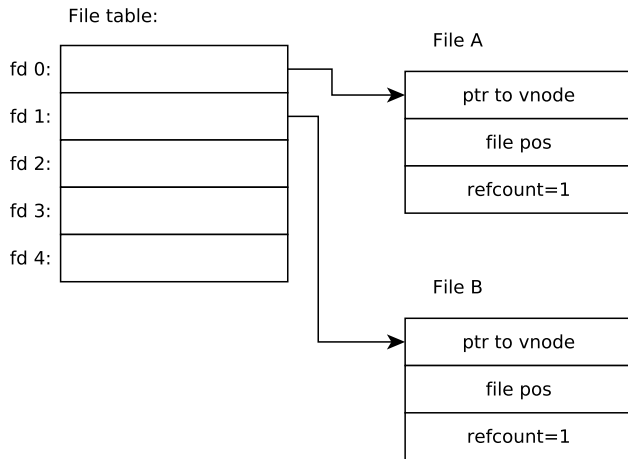 File table:
fd 0:
fd 1:
fd 2:
fd 3:
fd 4:
File A
ptr to vnode
file pos
refcount=1
File B
ptr to vnode
file pos
refcount=1